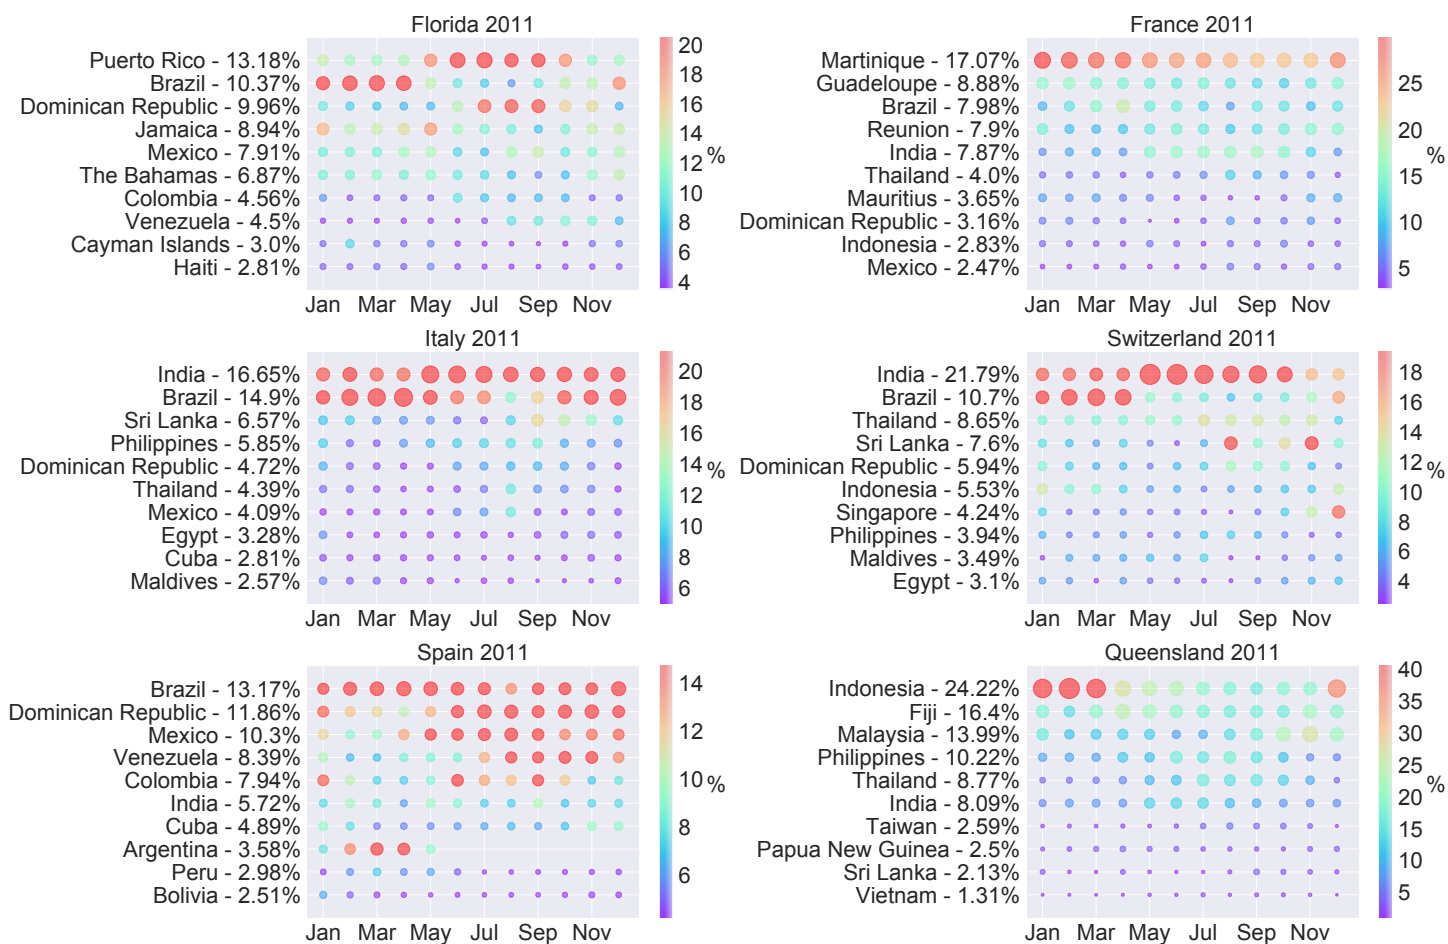 Florida 2011
Puerto Rico - 13.18%
Brazil - 10.37%
Dominican Republic - 9.96%
Jamaica - 8.94%
Mexico - 7.91%
The Bahamas - 6.87%
Colombia - 4.56%
Venezuela - 4.5%
Cayman Islands - 3.0%
Haiti - 2.81%
Jan Mar May Jul Sep Nov
20
18
16
14
12
10
8
6
4
%
France 2011
Martinique - 17.07%
Guadeloupe - 8.88%
Brazil - 7.98%
Reunion - 7.9%
India - 7.87%
Thailand - 4.0%
Mauritius - 3.65%
Dominican Republic - 3.16%
Indonesia - 2.83%
Mexico - 2.47%
Jan Mar May Jul Sep Nov
25
20
15
10
5
%
Italy 2011
India - 16.65%
Brazil - 14.9%
Sri Lanka - 6.57%
Philippines - 5.85%
Dominican Republic - 4.72%
Thailand - 4.39%
Mexico - 4.09%
Egypt - 3.28%
Cuba - 2.81%
Maldives - 2.57%
Jan Mar May Jul Sep Nov
20
18
16
14
12
10
8
6
%
Switzerland 2011
India - 21.79%
Brazil - 10.7%
Thailand - 8.65%
Sri Lanka - 7.6%
Dominican Republic - 5.94%
Indonesia - 5.53%
Singapore - 4.24%
Philippines - 3.94%
Maldives - 3.49%
Egypt - 3.1%
Jan Mar May Jul Sep Nov
18
16
14
12
10
8
6
4
%
Spain 2011
Brazil - 13.17%
Dominican Republic - 11.86%
Mexico - 10.3%
Venezuela - 8.39%
Colombia - 7.94%
India - 5.72%
Cuba - 4.89%
Argentina - 3.58%
Peru - 2.98%
Bolivia - 2.51%
Jan Mar May Jul Sep Nov
14
12
10
8
6
%
Queensland 2011
Indonesia - 24.22%
Fiji - 16.4%
Malaysia - 13.99%
Philippines - 10.22%
Thailand - 8.77%
India - 8.09%
Taiwan - 2.59%
Papua New Guinea - 2.5%
Sri Lanka - 2.13%
Vietnam - 1.31%
Jan Mar May Jul Sep Nov
40
35
30
25
20
15
10
5
%